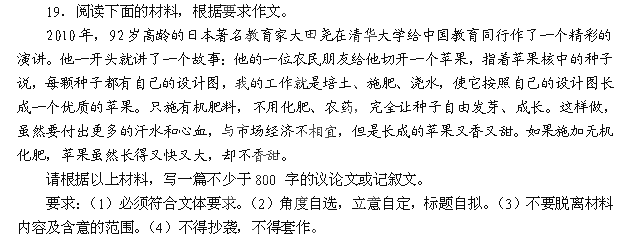 19．阅读下面的材料，根据要求作文。
2010年，92岁高龄的日本著名教育家大田尧在清华大学给中国教育同行作了一个精彩的
演讲。他一开头就讲了一个故事：他的一位农民朋友给他切开一个苹果，指着苹果核中的种子
说，每颗种子都有自己的设计图，我的工作就是培土、施肥、浇水，使它按照自己的设计图长
成一个优质的苹果。只施有机肥料，不用化肥、农药，完全让种子自由发芽、成长。这样做，
虽然要付出更多的汗水和心血，与市场经济不相宜，但是长成的苹果又香又甜。如果施加无机
化肥，苹果虽然长得又快又大，却不香甜。
请根据以上材料，写一篇不少于800 字的议论文或记叙文。
要求：（1）必须符合文体要求。（2）角度自选，立意自定，标题自拟。（3）不要脱离材料
内容及含意的范围。（4）不得抄袭，不得套作。